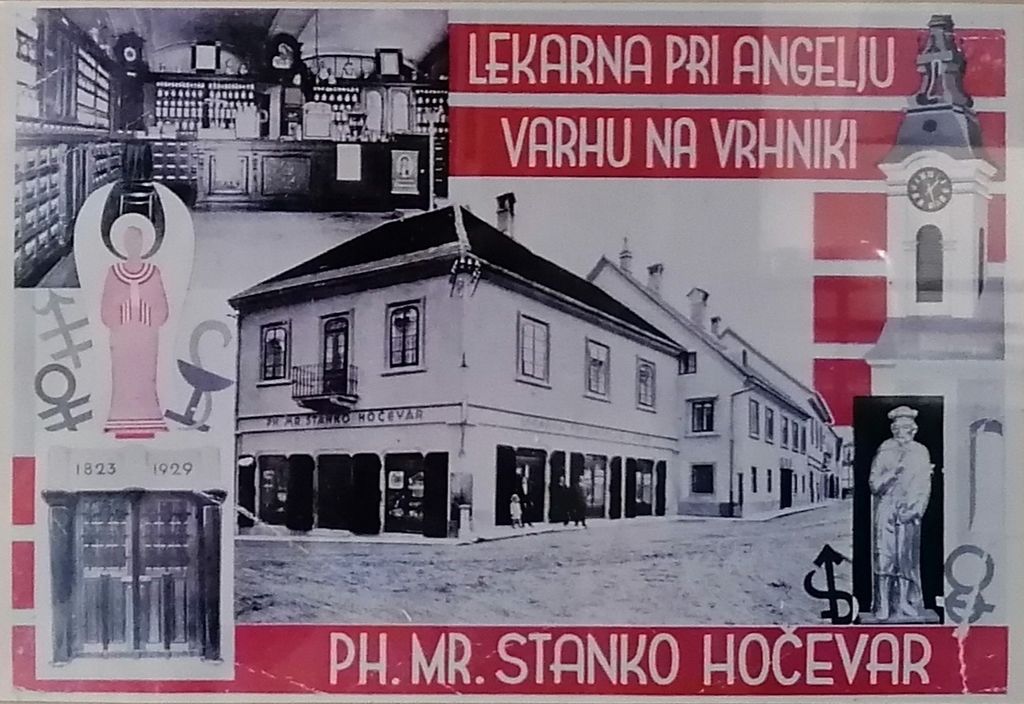 LEKARNA PRI ANGELJU
VARHU NA VRHNIKI
PH. MR. STANKO HOČEVAR
1823 1929
PH. MR. STANKO HOČEVAR